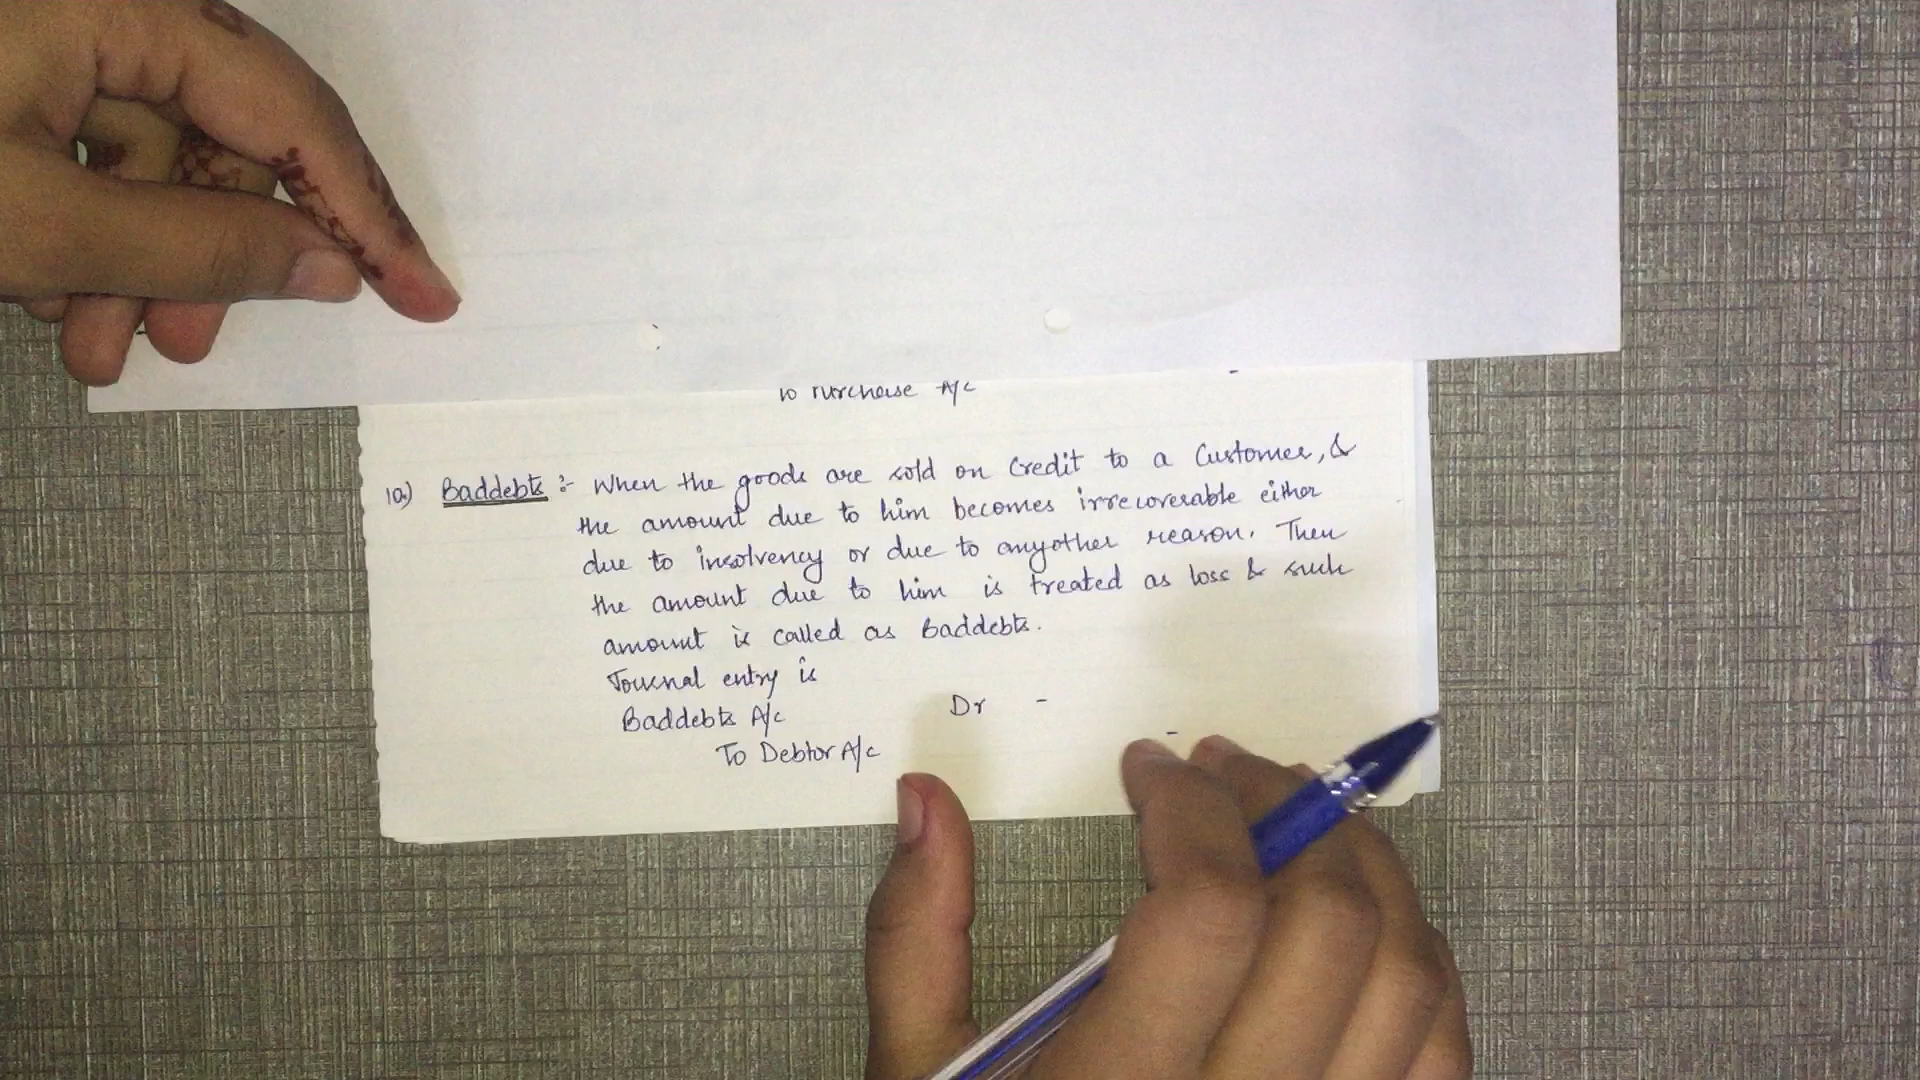 to Purchase A/c
10.) Baddebts :- When the goods are sold on Credit to a Customer, &
the amount due to him becomes irrecoverable either
due to insolvency or due to anyother reason. Then
the amount due to him is treated as loss & such
amount is called as Baddebts.
Journal entry is
Baddebts A/c Dr -
To Debtor A/c -